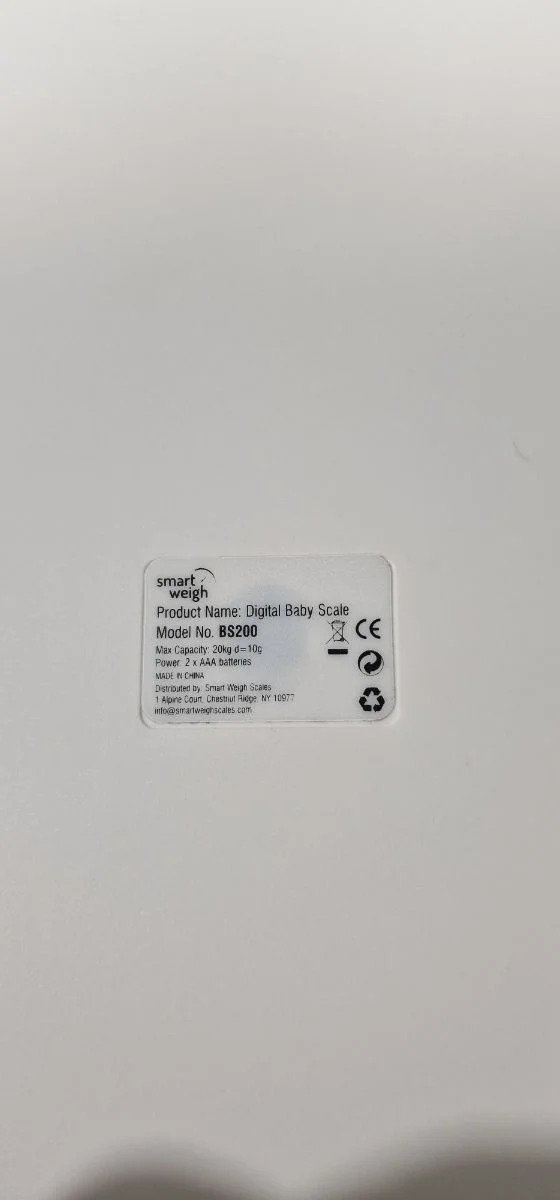 smart
weigh
Product Name: Digital Baby Scale
Model No. BS200
Max Capacity: 20kg d=10g
Power: 2 x AAA batteries
MADE IN CHINA
Distributed by: Smart Weigh Scales
1 Alpine Court, Chestnut Ridge, NY 10977
info@smartweighscales.com
CE